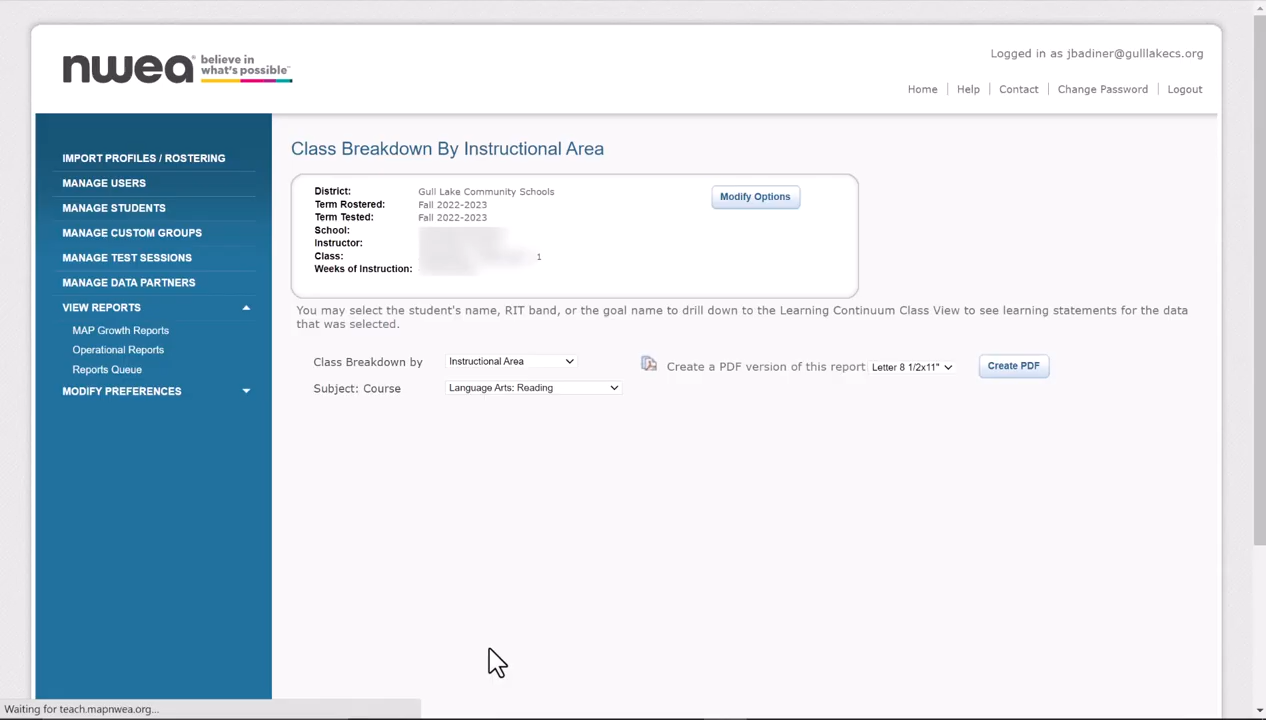 nwea believe in
what's possible
Logged in as jbadiner@gulllakecs.org
Home Help Contact Change Password Logout
IMPORT PROFILES / ROSTERING
MANAGE USERS
MANAGE STUDENTS
MANAGE CUSTOM GROUPS
MANAGE TEST SESSIONS
MANAGE DATA PARTNERS
VIEW REPORTS
MAP Growth Reports
Operational Reports
Reports Queue
MODIFY PREFERENCES
Class Breakdown By Instructional Area
District: Gull Lake Community Schools
Modify Options
Term Rostered: Fall 2022-2023
Term Tested: Fall 2022-2023
School:
Instructor:
Class: 1
Weeks of Instruction:
You may select the student's name, RIT band, or the goal name to drill down to the Learning Continuum Class View to see learning statements for the data
that was selected.
Class Breakdown by Instructional Area
Create a PDF version of this report Letter 8 1/2x11" Create PDF
Subject: Course Language Arts: Reading
Waiting for teach.mapnwea.org...